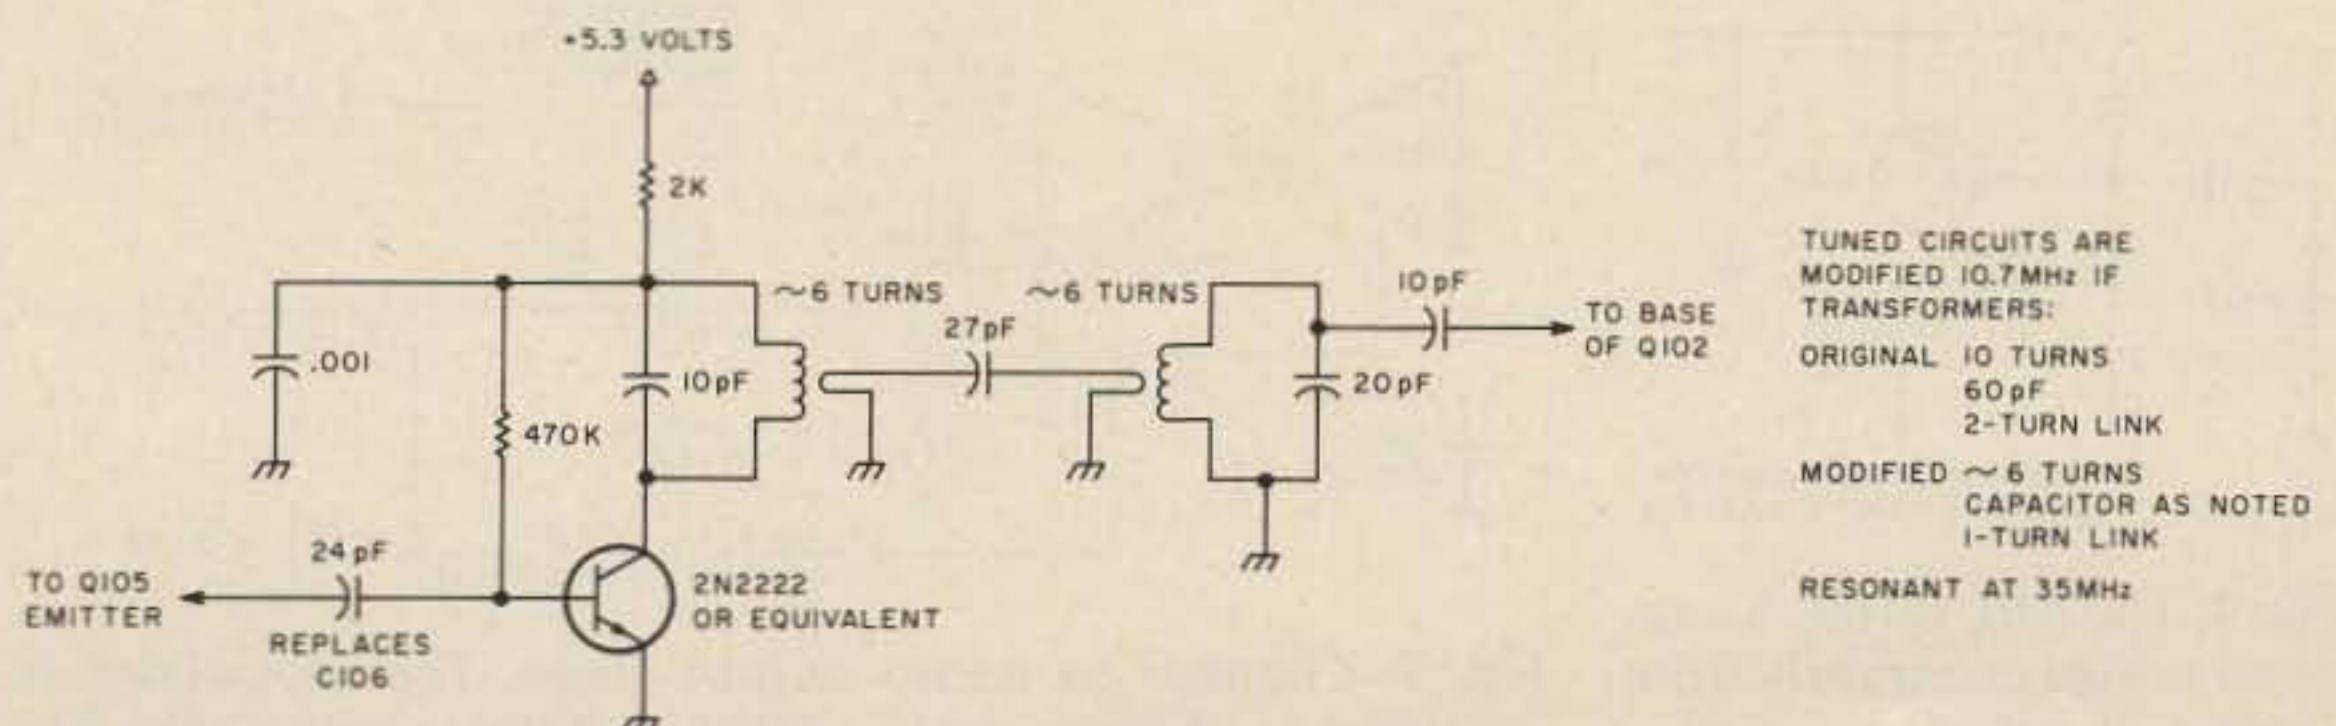 +5.3 VOLTS
2K
~6 TURNS
~6 TURNS
10pF
27pF
TO BASE
OF Q102
.001
10pF
20pF
470K
24pF
TO Q105
EMITTER
REPLACES
C106
2N2222
OR EQUIVALENT
TUNED CIRCUITS ARE
MODIFIED 10.7MHz IF
TRANSFORMERS:
ORIGINAL 10 TURNS
60pF
2-TURN LINK
MODIFIED ~6 TURNS
CAPACITOR AS NOTED
1-TURN LINK
RESONANT AT 35MHz